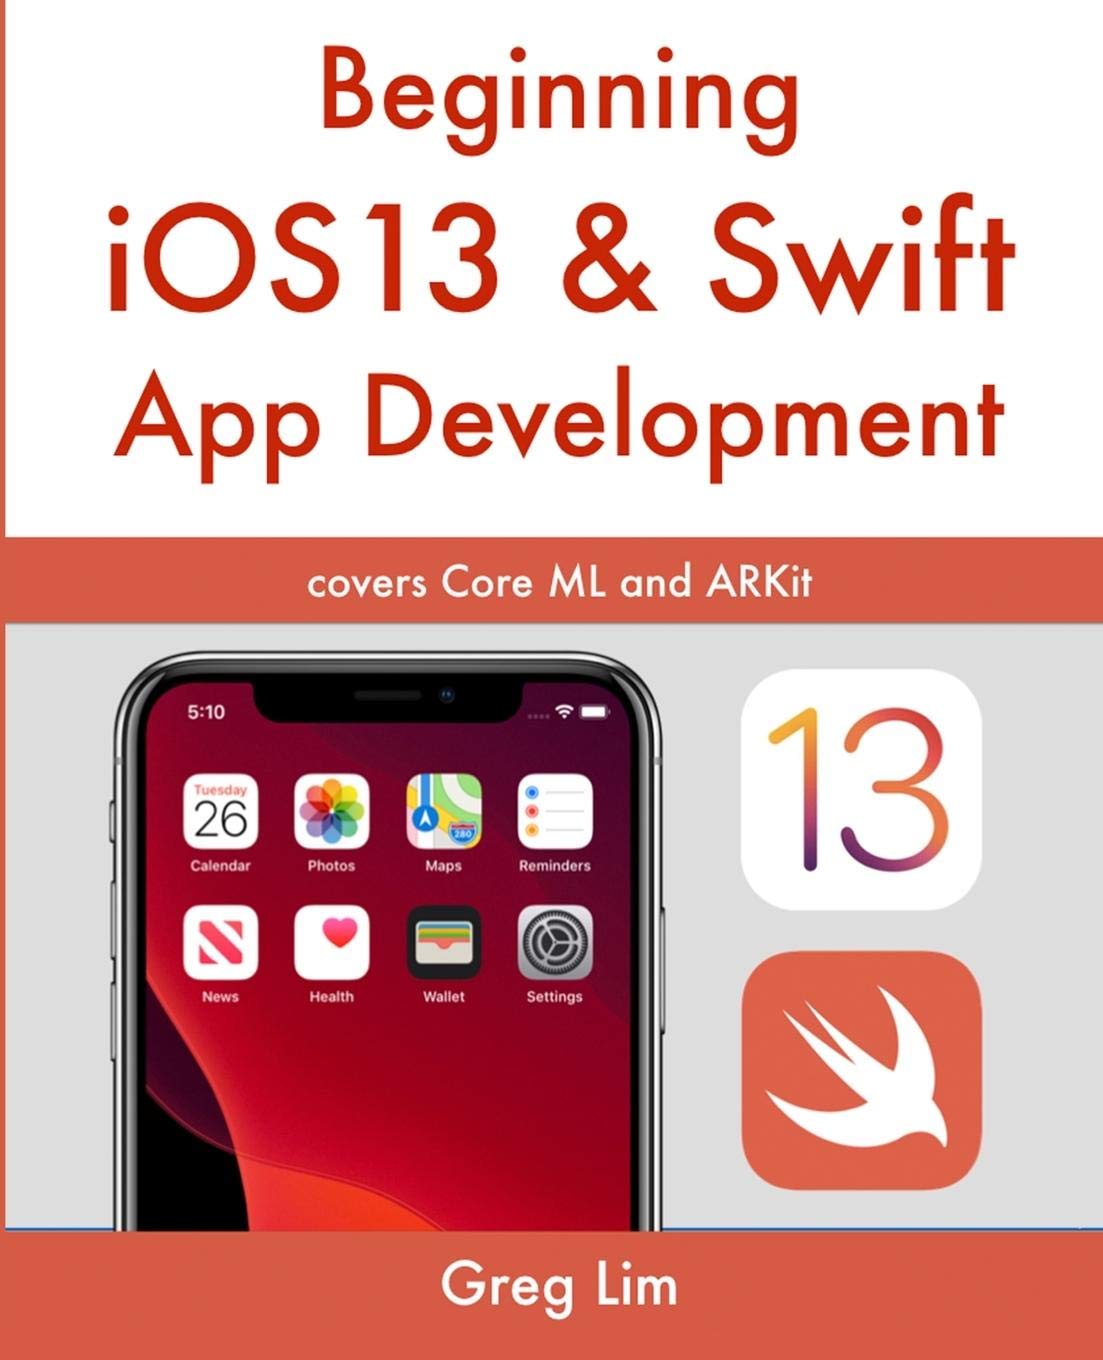 Beginning
iOS13 & Swift
App Development
covers Core ML and ARKit
5:10
Tuesday
26
280
Calendar Photos Maps Reminders
News Health Wallet Settings
13
Greg Lim